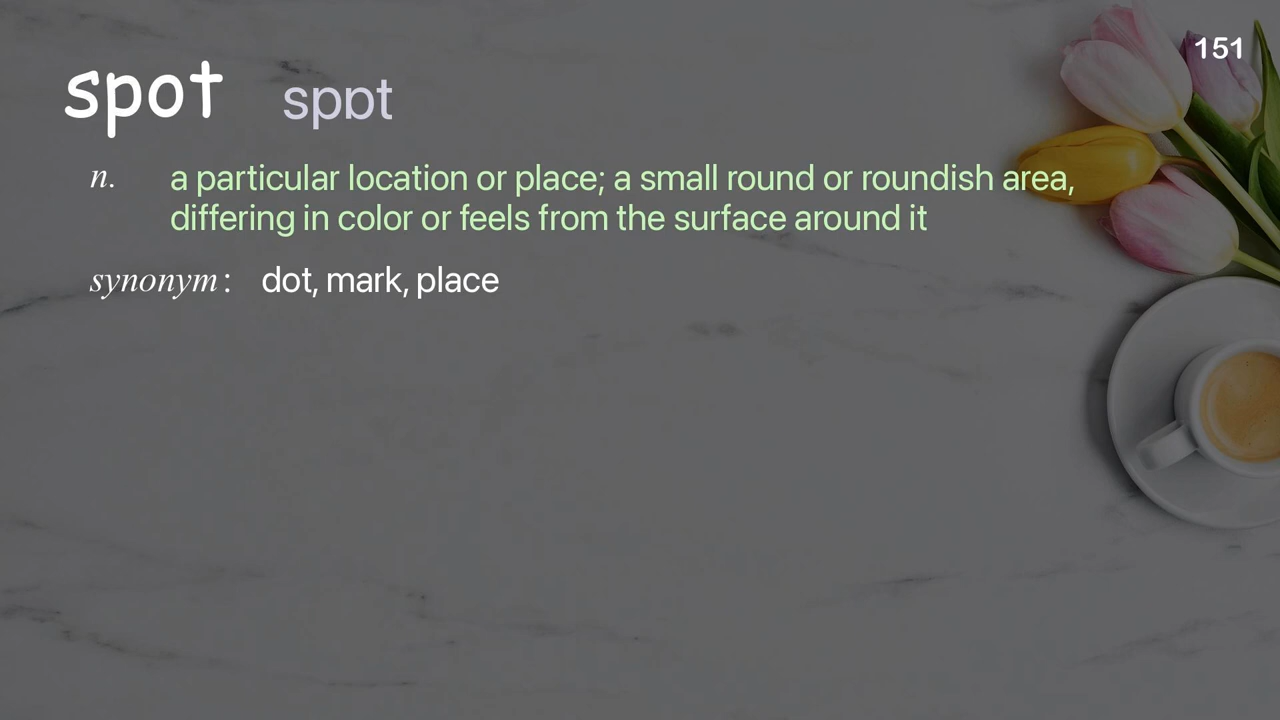 151
spot spɒt
n. a particular location or place; a small round or roundish area,
differing in color or feels from the surface around it
synonym : dot, mark, place